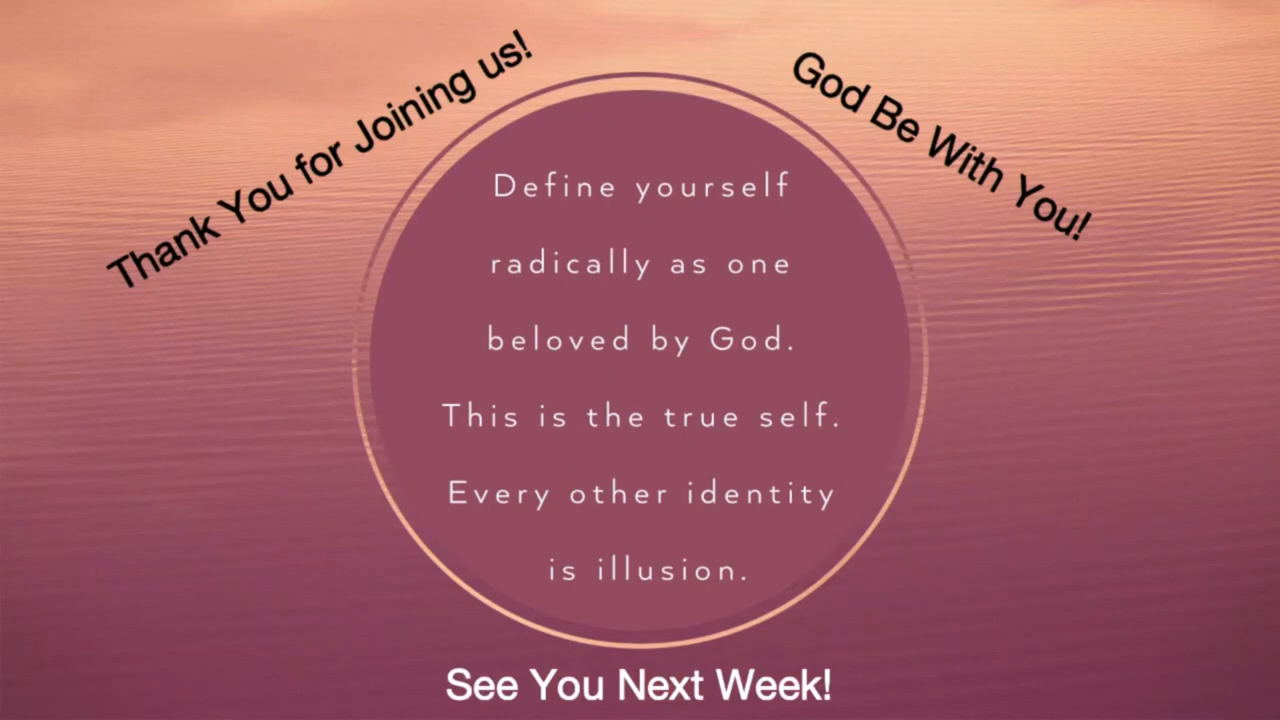 Thank You for Joining us!
God Be With You!
Define yourself
radically as one
beloved by God.
This is the true self.
Every other identity
is illusion.
See You Next Week!